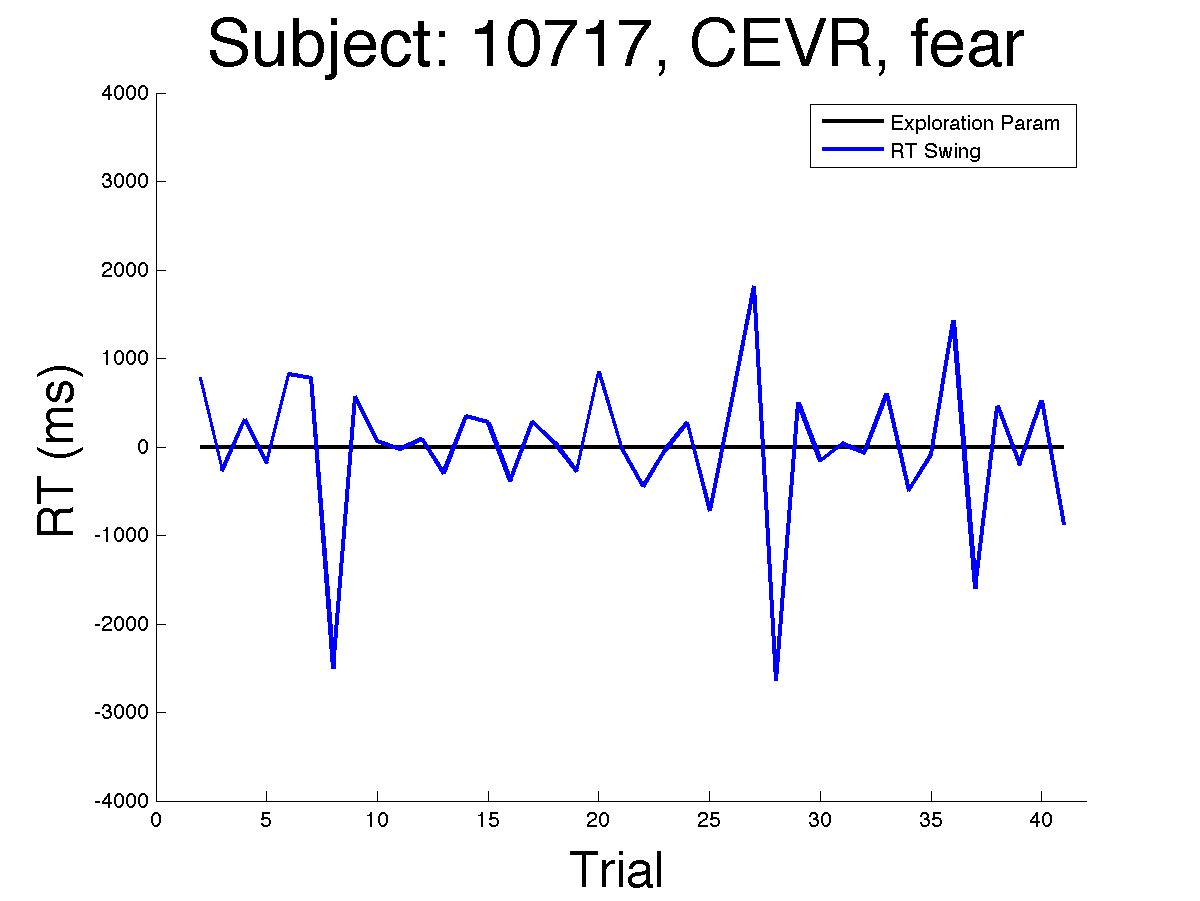 Subject: 10717, CEVR, fear
4000
3000
2000
1000
0
-1000
-2000
-3000
-4000
RT (ms)
Exploration Param
RT Swing
0 5 10 15 20 25 30 35 40
Trial